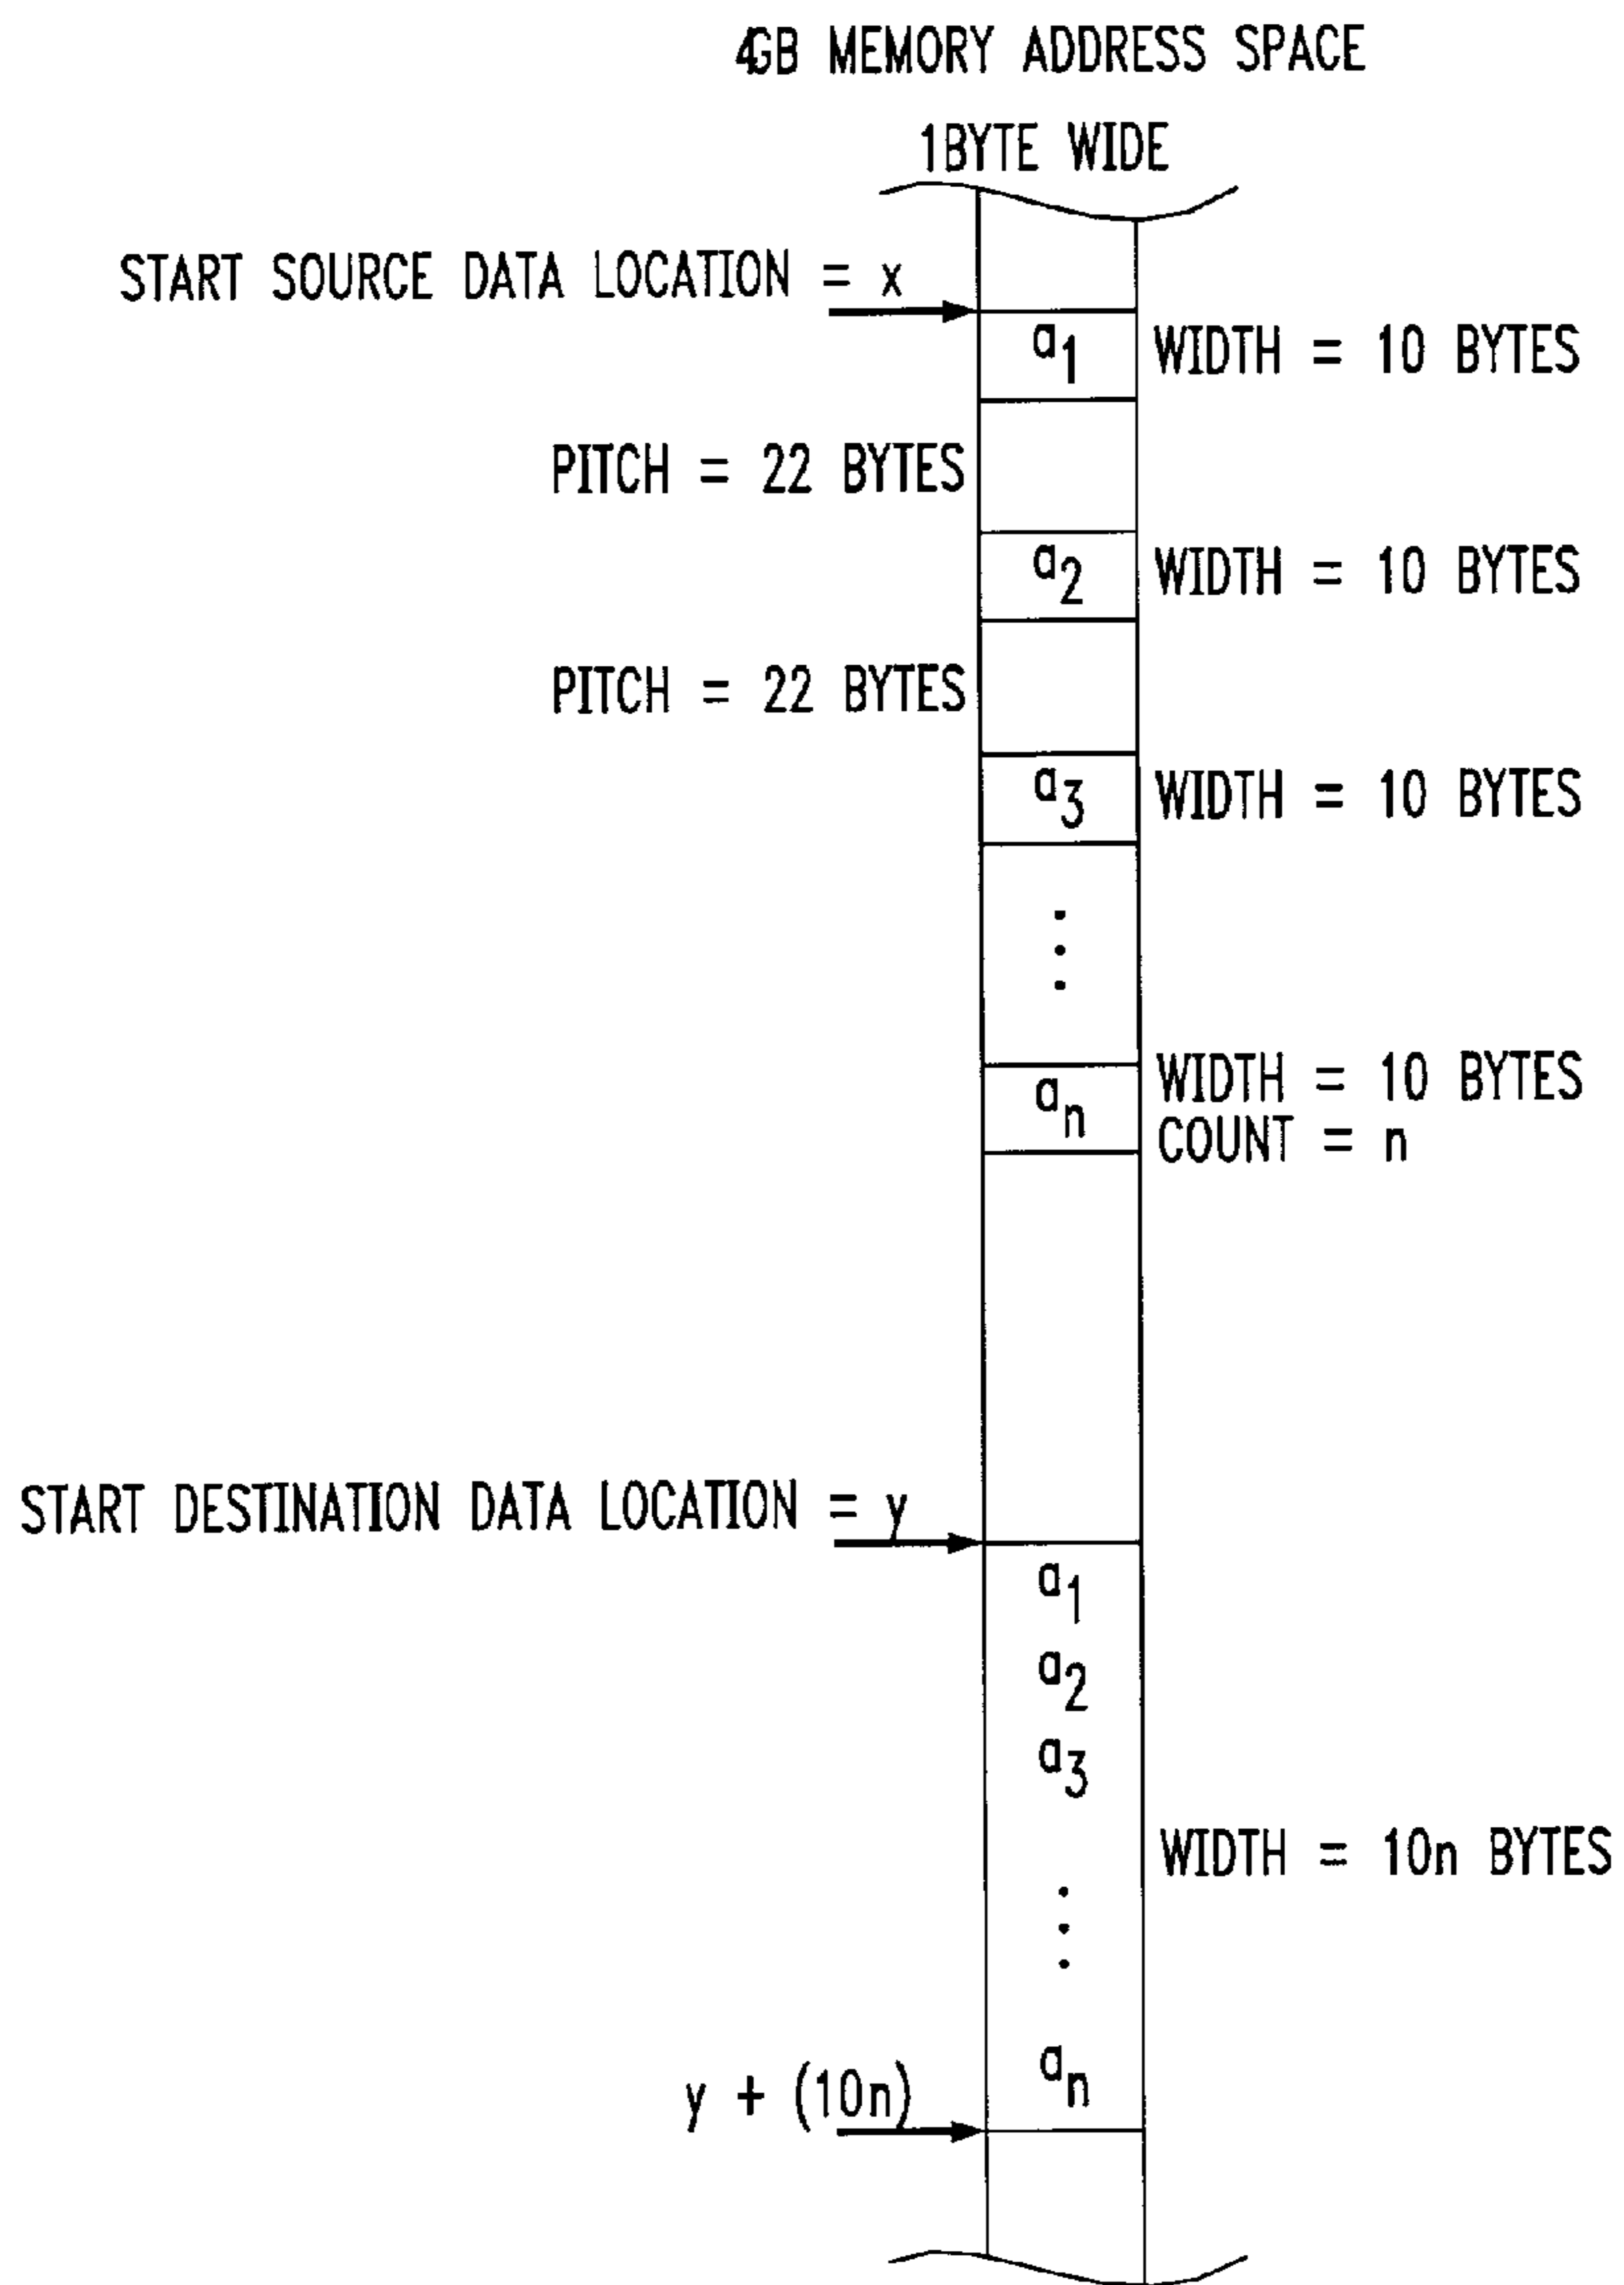 4GB MEMORY ADDRESS SPACE
1BYTE WIDE
START SOURCE DATA LOCATION = x
a1 WIDTH = 10 BYTES
PITCH = 22 BYTES
a2 WIDTH = 10 BYTES
PITCH = 22 BYTES
a3 WIDTH = 10 BYTES
WIDTH = 10 BYTES
an
COUNT = n
START DESTINATION DATA LOCATION = y
a1
a2
a3
WIDTH = 10n BYTES
an
y + (10n)